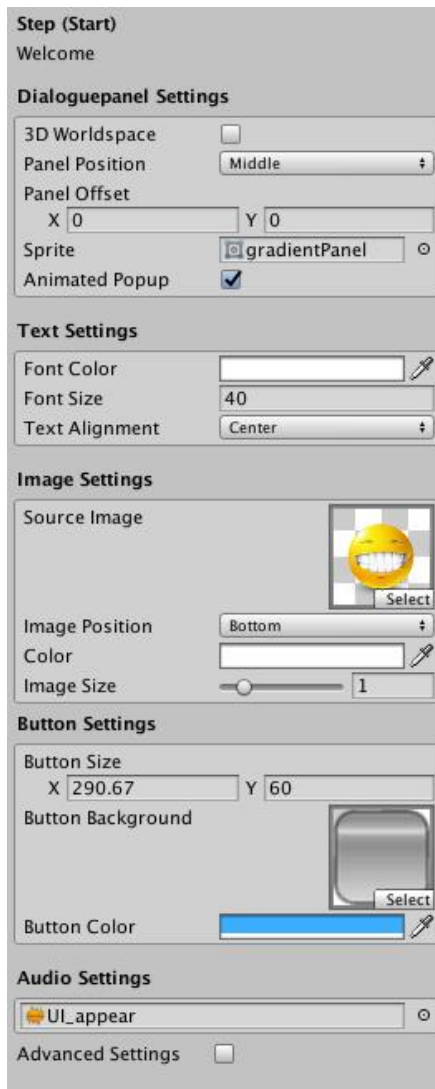 Step (Start)
Welcome
Dialoguepanel Settings
3D Worldspace
Panel Position Middle
Panel Offset
X 0 Y 0
Sprite gradientPanel
Animated Popup
Text Settings
Font Color
Font Size 40
Text Alignment Center
Image Settings
Source Image
Select
Image Position Bottom
Color
Image Size 1
Button Settings
Button Size
X 290.67 Y 60
Button Background
Select
Button Color
Audio Settings
UI_appear
Advanced Settings